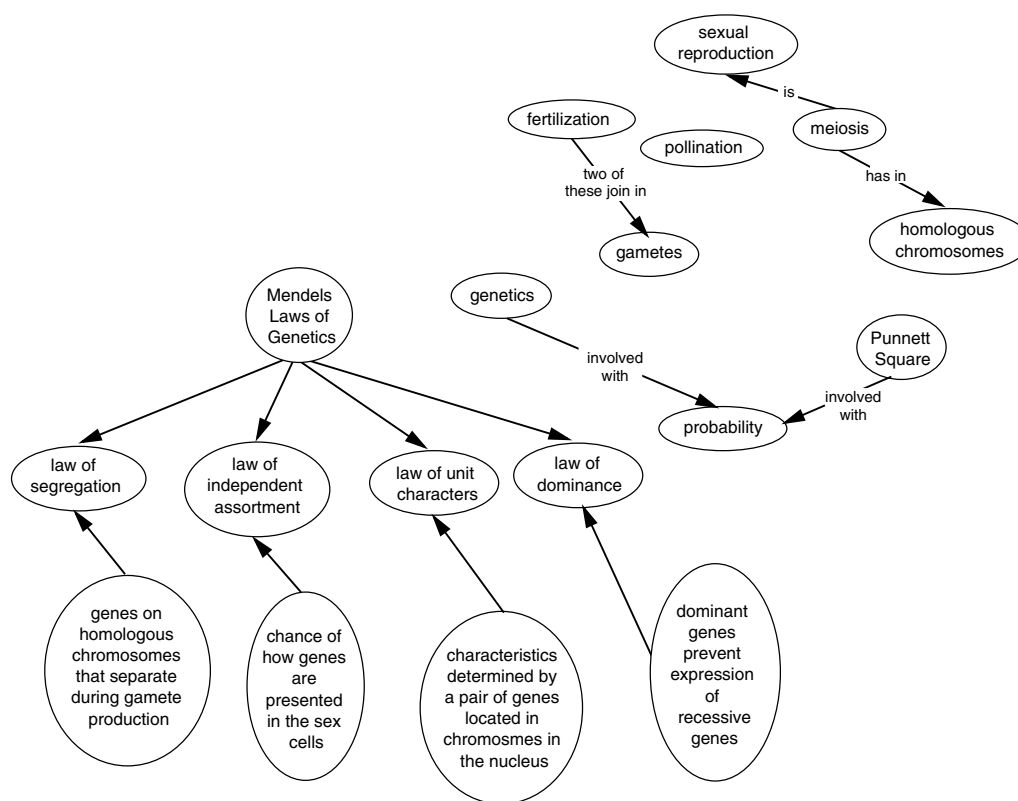 sexual
reproduction
is
fertilization
meiosis
pollination
two of
these join in
has in
homologous
chromosomes
gametes
Mendels
Laws of
Genetics
genetics
Punnett
Square
involved
with
involved
with
probability
law of
segregation
law of
independent
assortment
law of unit
characters
law of
dominance
genes on
homologous
chromosomes
that separate
during gamete
production
chance of
how genes
are
presented
in the sex
cells
characteristics
determined by
a pair of genes
located in
chromosmes in
the nucleus
dominant
genes
prevent
expression
of
recessive
genes